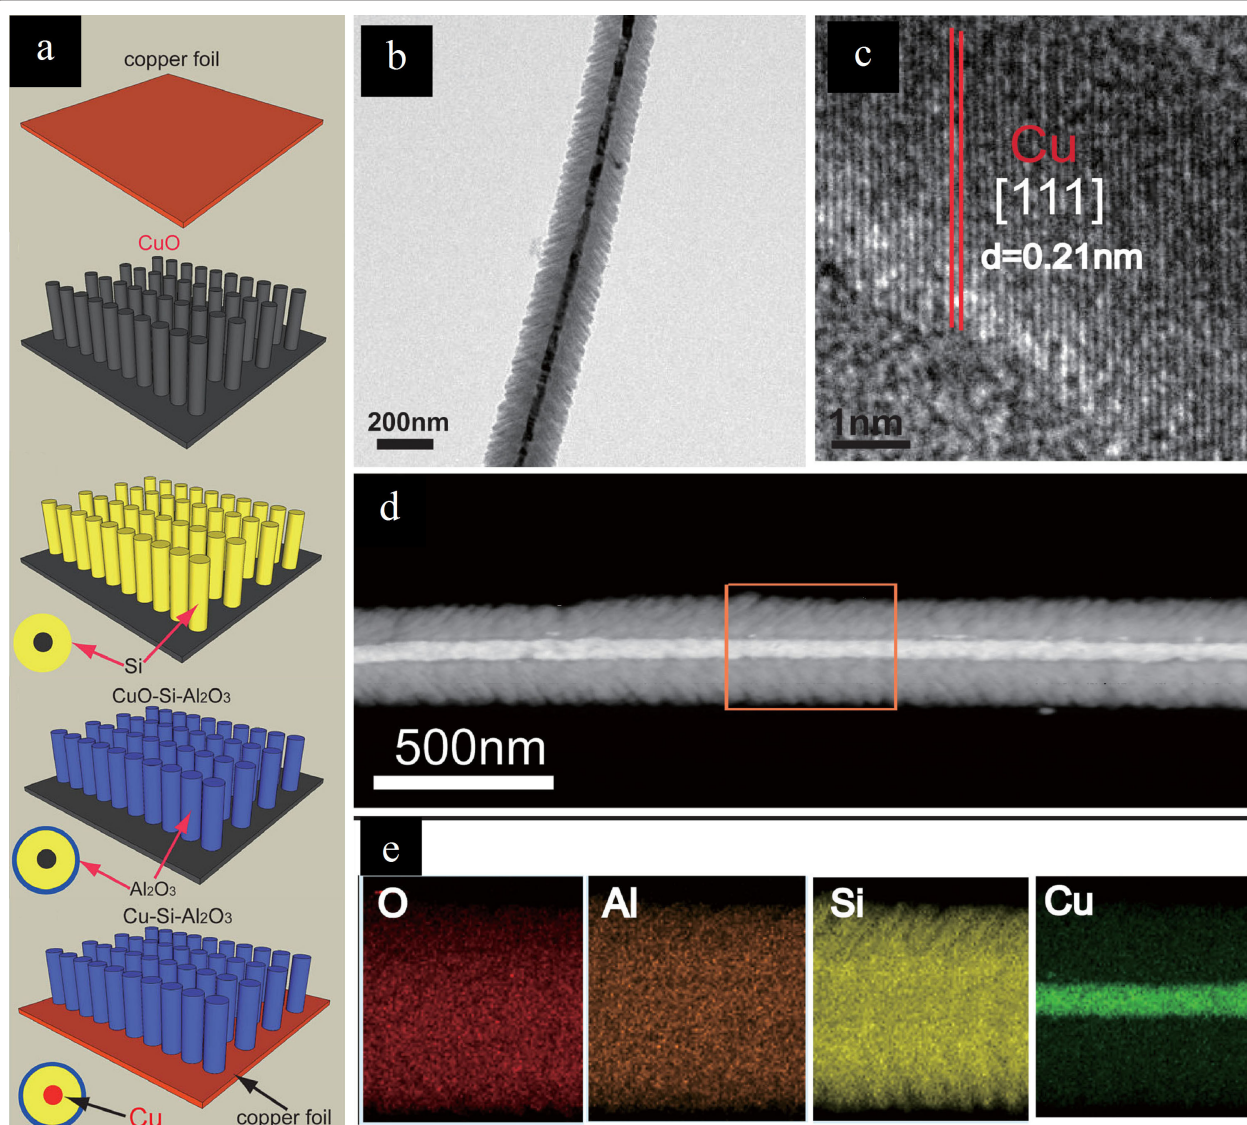 a
copper foil
CuO
Si
CuO-Si-Al₂O₃
Al₂O₃
Cu-Si-Al₂O₃
Cu
copper foil
b
200nm
c
Cu
[111]
d=0.21nm
1nm
d
500nm
e
O
Al
Si
Cu